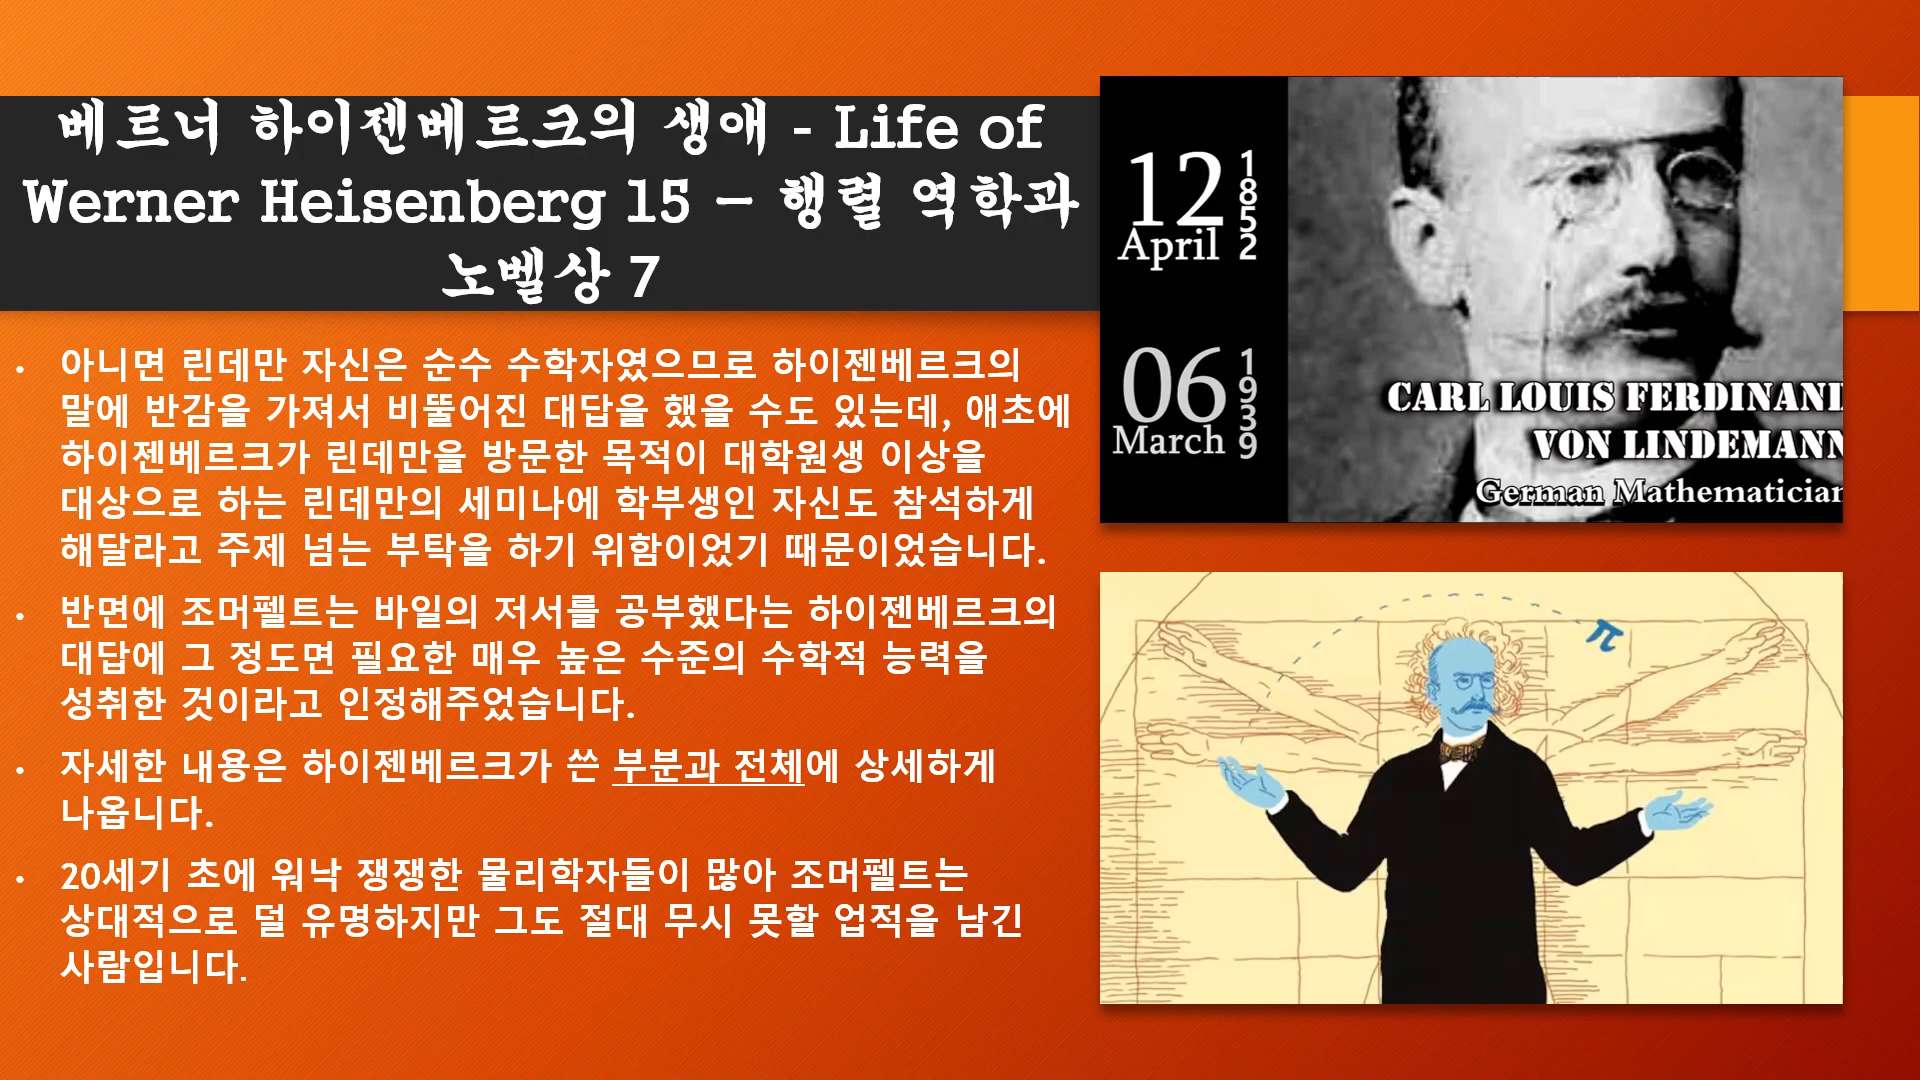 베르너 하이젠베르크의 생애 - Life of
Werner Heisenberg 15 – 행렬 역학과
노벨상 7
• 아니면 린데만 자신은 순수 수학자였으므로 하이젠베르크의
말에 반감을 가져서 비뚤어진 대답을 했을 수도 있는데, 애초에
하이젠베르크가 린데만을 방문한 목적이 대학원생 이상을
대상으로 하는 린데만의 세미나에 학부생인 자신도 참석하게
해달라고 주제 넘는 부탁을 하기 위함이었기 때문이었습니다.
• 반면에 조머펠트는 바일의 저서를 공부했다는 하이젠베르크의
대답에 그 정도면 필요한 매우 높은 수준의 수학적 능력을
성취한 것이라고 인정해주었습니다.
• 자세한 내용은 하이젠베르크가 쓴 부분과 전체에 상세하게
나옵니다.
• 20세기 초에 워낙 쟁쟁한 물리학자들이 많아 조머펠트는
상대적으로 덜 유명하지만 그도 절대 무시 못할 업적을 남긴
사람입니다.
12 April 1852
06 March 1939
CARL LOUIS FERDINAND
VON LINDEMANN
German Mathematician
π